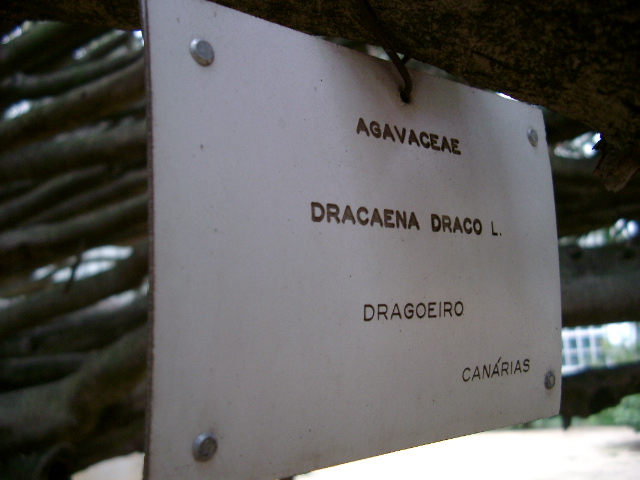 AGAVACEAE
DRACAENA DRACO L.
DRAGOEIRO
CANÁRIAS